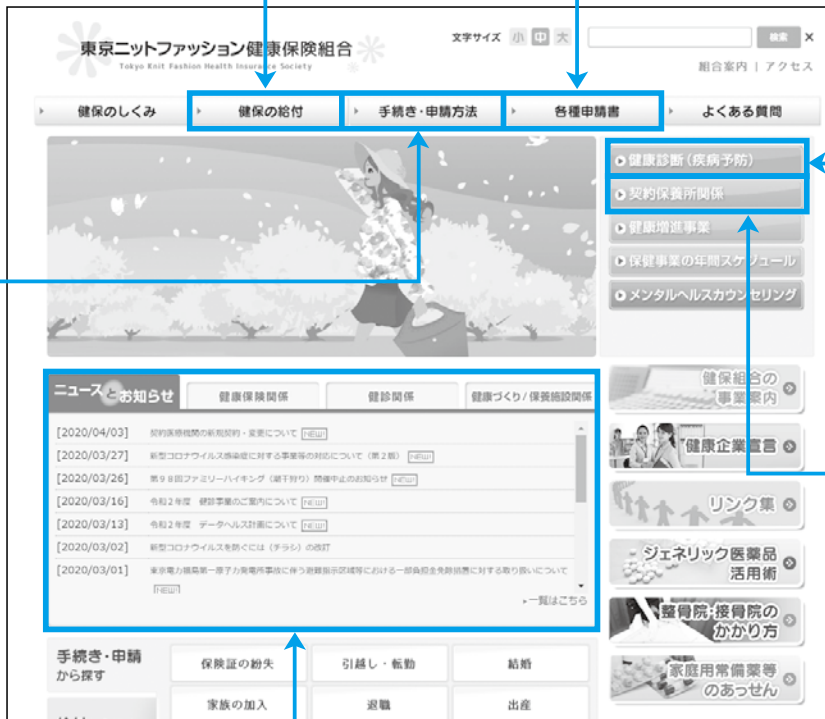 東京ニットファッション健康保険組合
Tokyo Knit Fashion Health Insurance Society
文字サイズ 小 中 大
検索 ×
組合案内 | アクセス
健保のしくみ
健保の給付
手続き・申請方法
各種申請書
よくある質問
健康診断(疾病予防)
契約保養所関係
健康増進事業
保健事業の年間スケジュール
メンタルヘルスカウンセリング
ニュースとお知らせ
健康保険関係
健診関係
健康づくり/保養施設関係
[2020/04/03] 契約医療機関の新規契約・変更について NEW!
[2020/03/27] 新型コロナウイルス感染症に対する事業等の対応について(第2報) NEW!
[2020/03/26] 第98回ファミリーハイキング(潮干狩り)開催中止のお知らせ NEW!
[2020/03/16] 令和2年度 健診事業のご案内について NEW!
[2020/03/13] 令和2年度 データヘルス計画について NEW!
[2020/03/02] 新型コロナウイルスを防ぐには(チラシ)の改訂
[2020/03/01] 東京電力福島第一原子力発電所事故に伴う避難指示区域等における一部負担金免除措置に対する取り扱いについて
NEW!
一覧はこちら
健保組合の
事業案内
健康企業宣言
リンク集
ジェネリック医薬品
活用術
整骨院・接骨院の
かかり方
家庭用常備薬等
のあっせん
手続き・申請
から探す
保険証の紛失
引越し・転勤
結婚
家族の加入
退職
出産